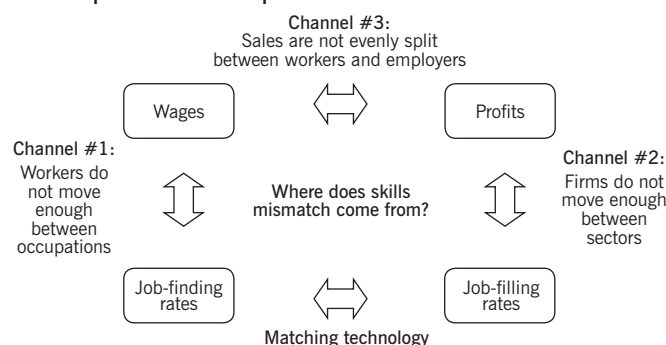 Channel #3:
Sales are not evenly split
between workers and employers
Wages
Profits
Channel #1:
Workers do
not move
enough
between
occupations
Where does skills
mismatch come from?
Channel #2:
Firms do not
move enough
between
sectors
Job-finding
rates
Job-filling
rates
Matching technology